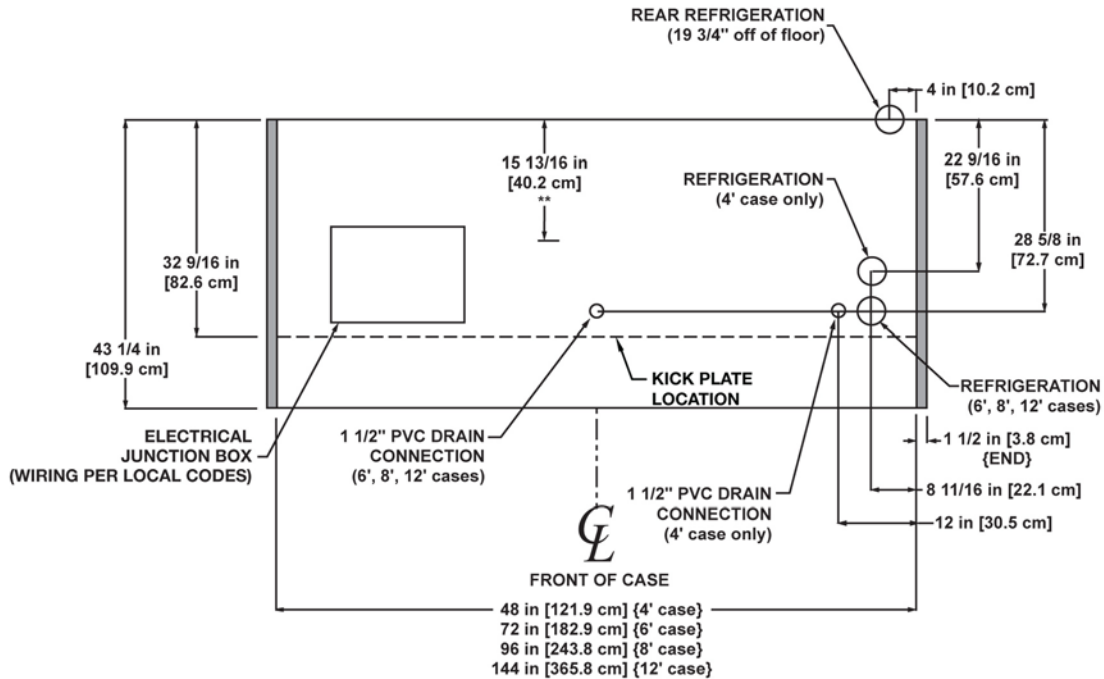 REAR REFRIGERATION
(19 3/4" off of floor)
4 in [10.2 cm]
15 13/16 in
[40.2 cm]
**
22 9/16 in
[57.6 cm]
REFRIGERATION
(4' case only)
28 5/8 in
[72.7 cm]
32 9/16 in
[82.6 cm]
43 1/4 in
[109.9 cm]
KICK PLATE
LOCATION
REFRIGERATION
(6', 8', 12' cases)
ELECTRICAL
JUNCTION BOX
(WIRING PER LOCAL CODES)
1 1/2" PVC DRAIN
CONNECTION
(6', 8', 12' cases)
1 1/2 in [3.8 cm]
{END}
1 1/2" PVC DRAIN
CONNECTION
(4' case only)
8 11/16 in [22.1 cm]
12 in [30.5 cm]
CL
FRONT OF CASE
48 in [121.9 cm] {4' case}
72 in [182.9 cm] {6' case}
96 in [243.8 cm] {8' case}
144 in [365.8 cm] {12' case}